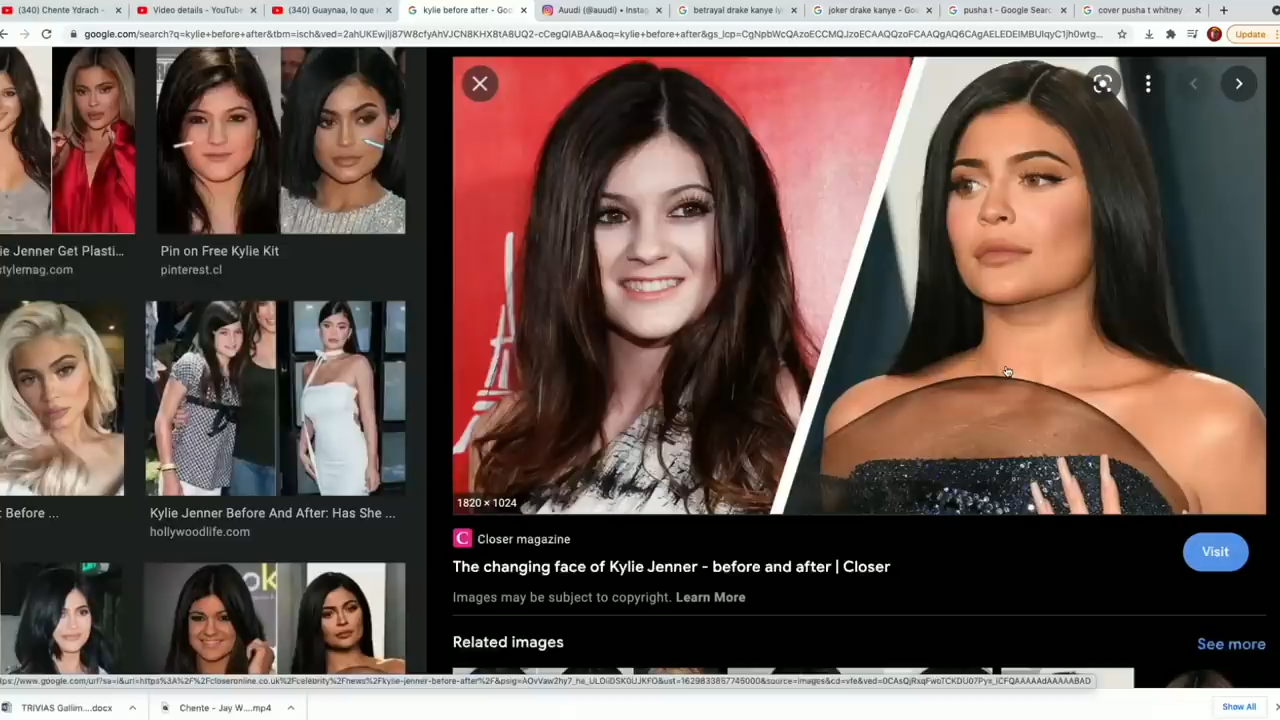 (340) Chente Ydrach -
Video details - YouTube
(340) Guaynaa, lo que
kylie before after - Goo
Auudi (@auudi) • Instag
betrayal drake kanye iye
joker drake kanye - Goo
pusha t - Google Searc
cover pusha t whitney
Update
Jenner Get Plasti...
stylemag.com
Pin on Free Kylie Kit
pinterest.cl
Before ...
Kylie Jenner Before And After: Has She ...
hollywoodlife.com
1820 × 1024
C Closer magazine
The changing face of Kylie Jenner - before and after | Closer
Visit
Images may be subject to copyright. Learn More
Related images
See more
TRIVIAS Gallim....docx
Chente - Jay W....mp4
Show All